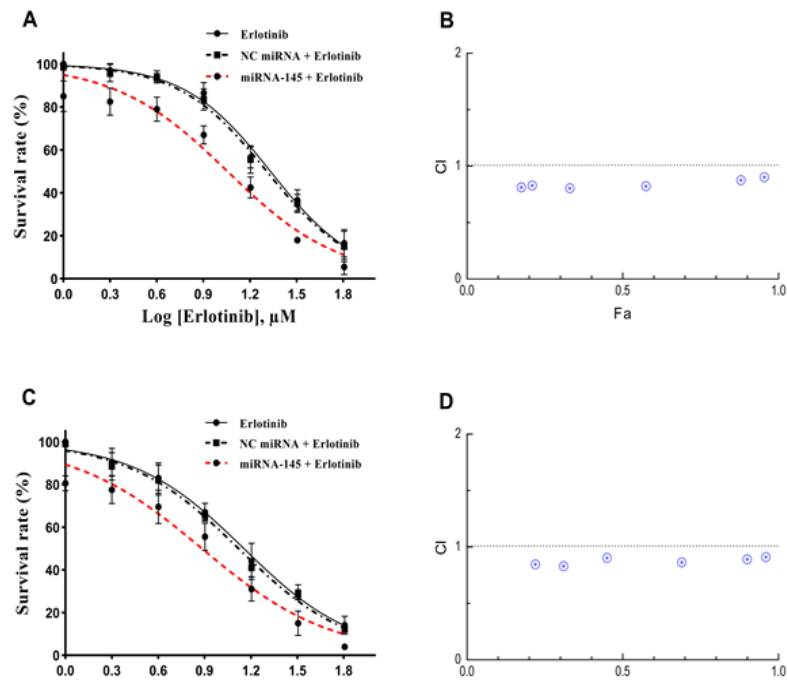 A
Erlotinib
NC miRNA + Erlotinib
miRNA-145 + Erlotinib
Survival rate (%)
100
80
60
40
20
0
0.0 0.3 0.6 0.9 1.2 1.5 1.8
Log [Erlotinib], µM
B
CI
2
1
0
0.0 0.5 1.0
Fa
C
Erlotinib
NC miRNA + Erlotinib
miRNA-145 + Erlotinib
Survival rate (%)
100
80
60
40
20
0
0.0 0.3 0.6 0.9 1.2 1.5 1.8
D
CI
2
1
0
0.0 0.5 1.0